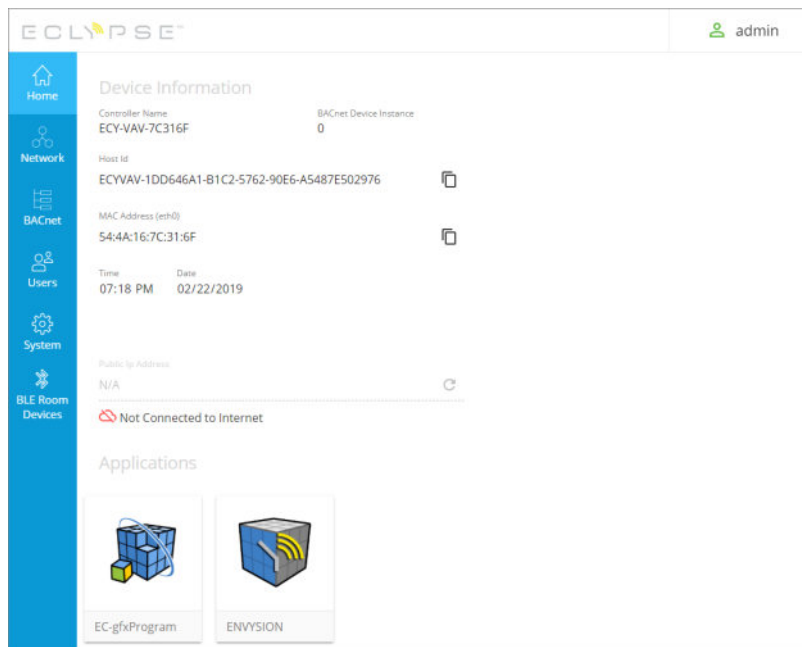 ECLYPSE™
admin
Home
Network
BACnet
Users
System
BLE Room
Devices
Device Information
Controller Name
BACnet Device Instance
ECY-VAV-7C316F
0
Host Id
ECYVAV-1DD646A1-B1C2-5762-90E6-A5487E502976
MAC Address (eth0)
54:4A:16:7C:31:6F
Time
Date
07:18 PM
02/22/2019
Public Ip Address
N/A
Not Connected to Internet
Applications
EC-gfxProgram
ENVYSION